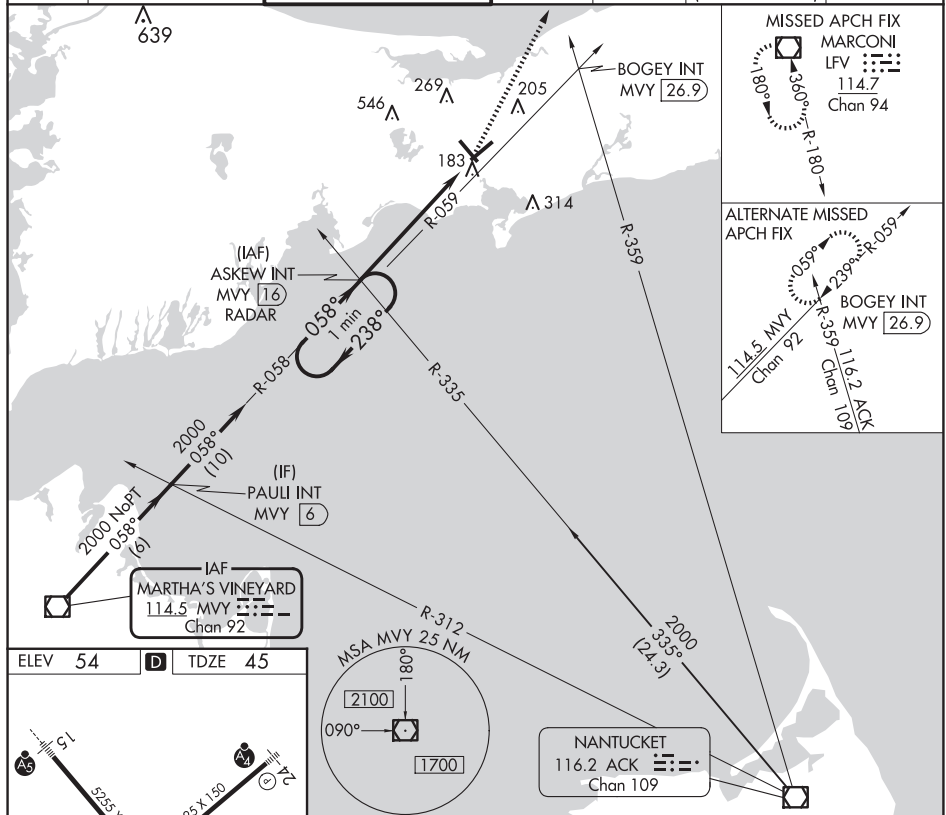 639
269
546
205
183
314
BOGEY INT
MVY 26.9
R-059
R-359
(IAF)
ASKEW INT
MVY 16
RADAR
058°
1 min
238°
R-058
R-335
2000
058°
(10)
(IF)
PAULI INT
MVY 6
2000 NoPT
058°
(6)
IAF
MARTHA'S VINEYARD
114.5 MVY
Chan 92
R-312
2000
335°
(24.3)
NANTUCKET
116.2 ACK
Chan 109
MSA MVY 25 NM
180°
2100
090°
1700
MISSED APCH FIX
MARCONI
LFV
114.7
Chan 94
180°
360°
R-180
ALTERNATE MISSED
APCH FIX
059°
239°
R-059
BOGEY INT
MVY 26.9
114.5 MVY
Chan 92
R-359
116.2 ACK
Chan 109
ELEV 54
D
TDZE 45
A5
15
A4
24
P
5255 X
25 X 150